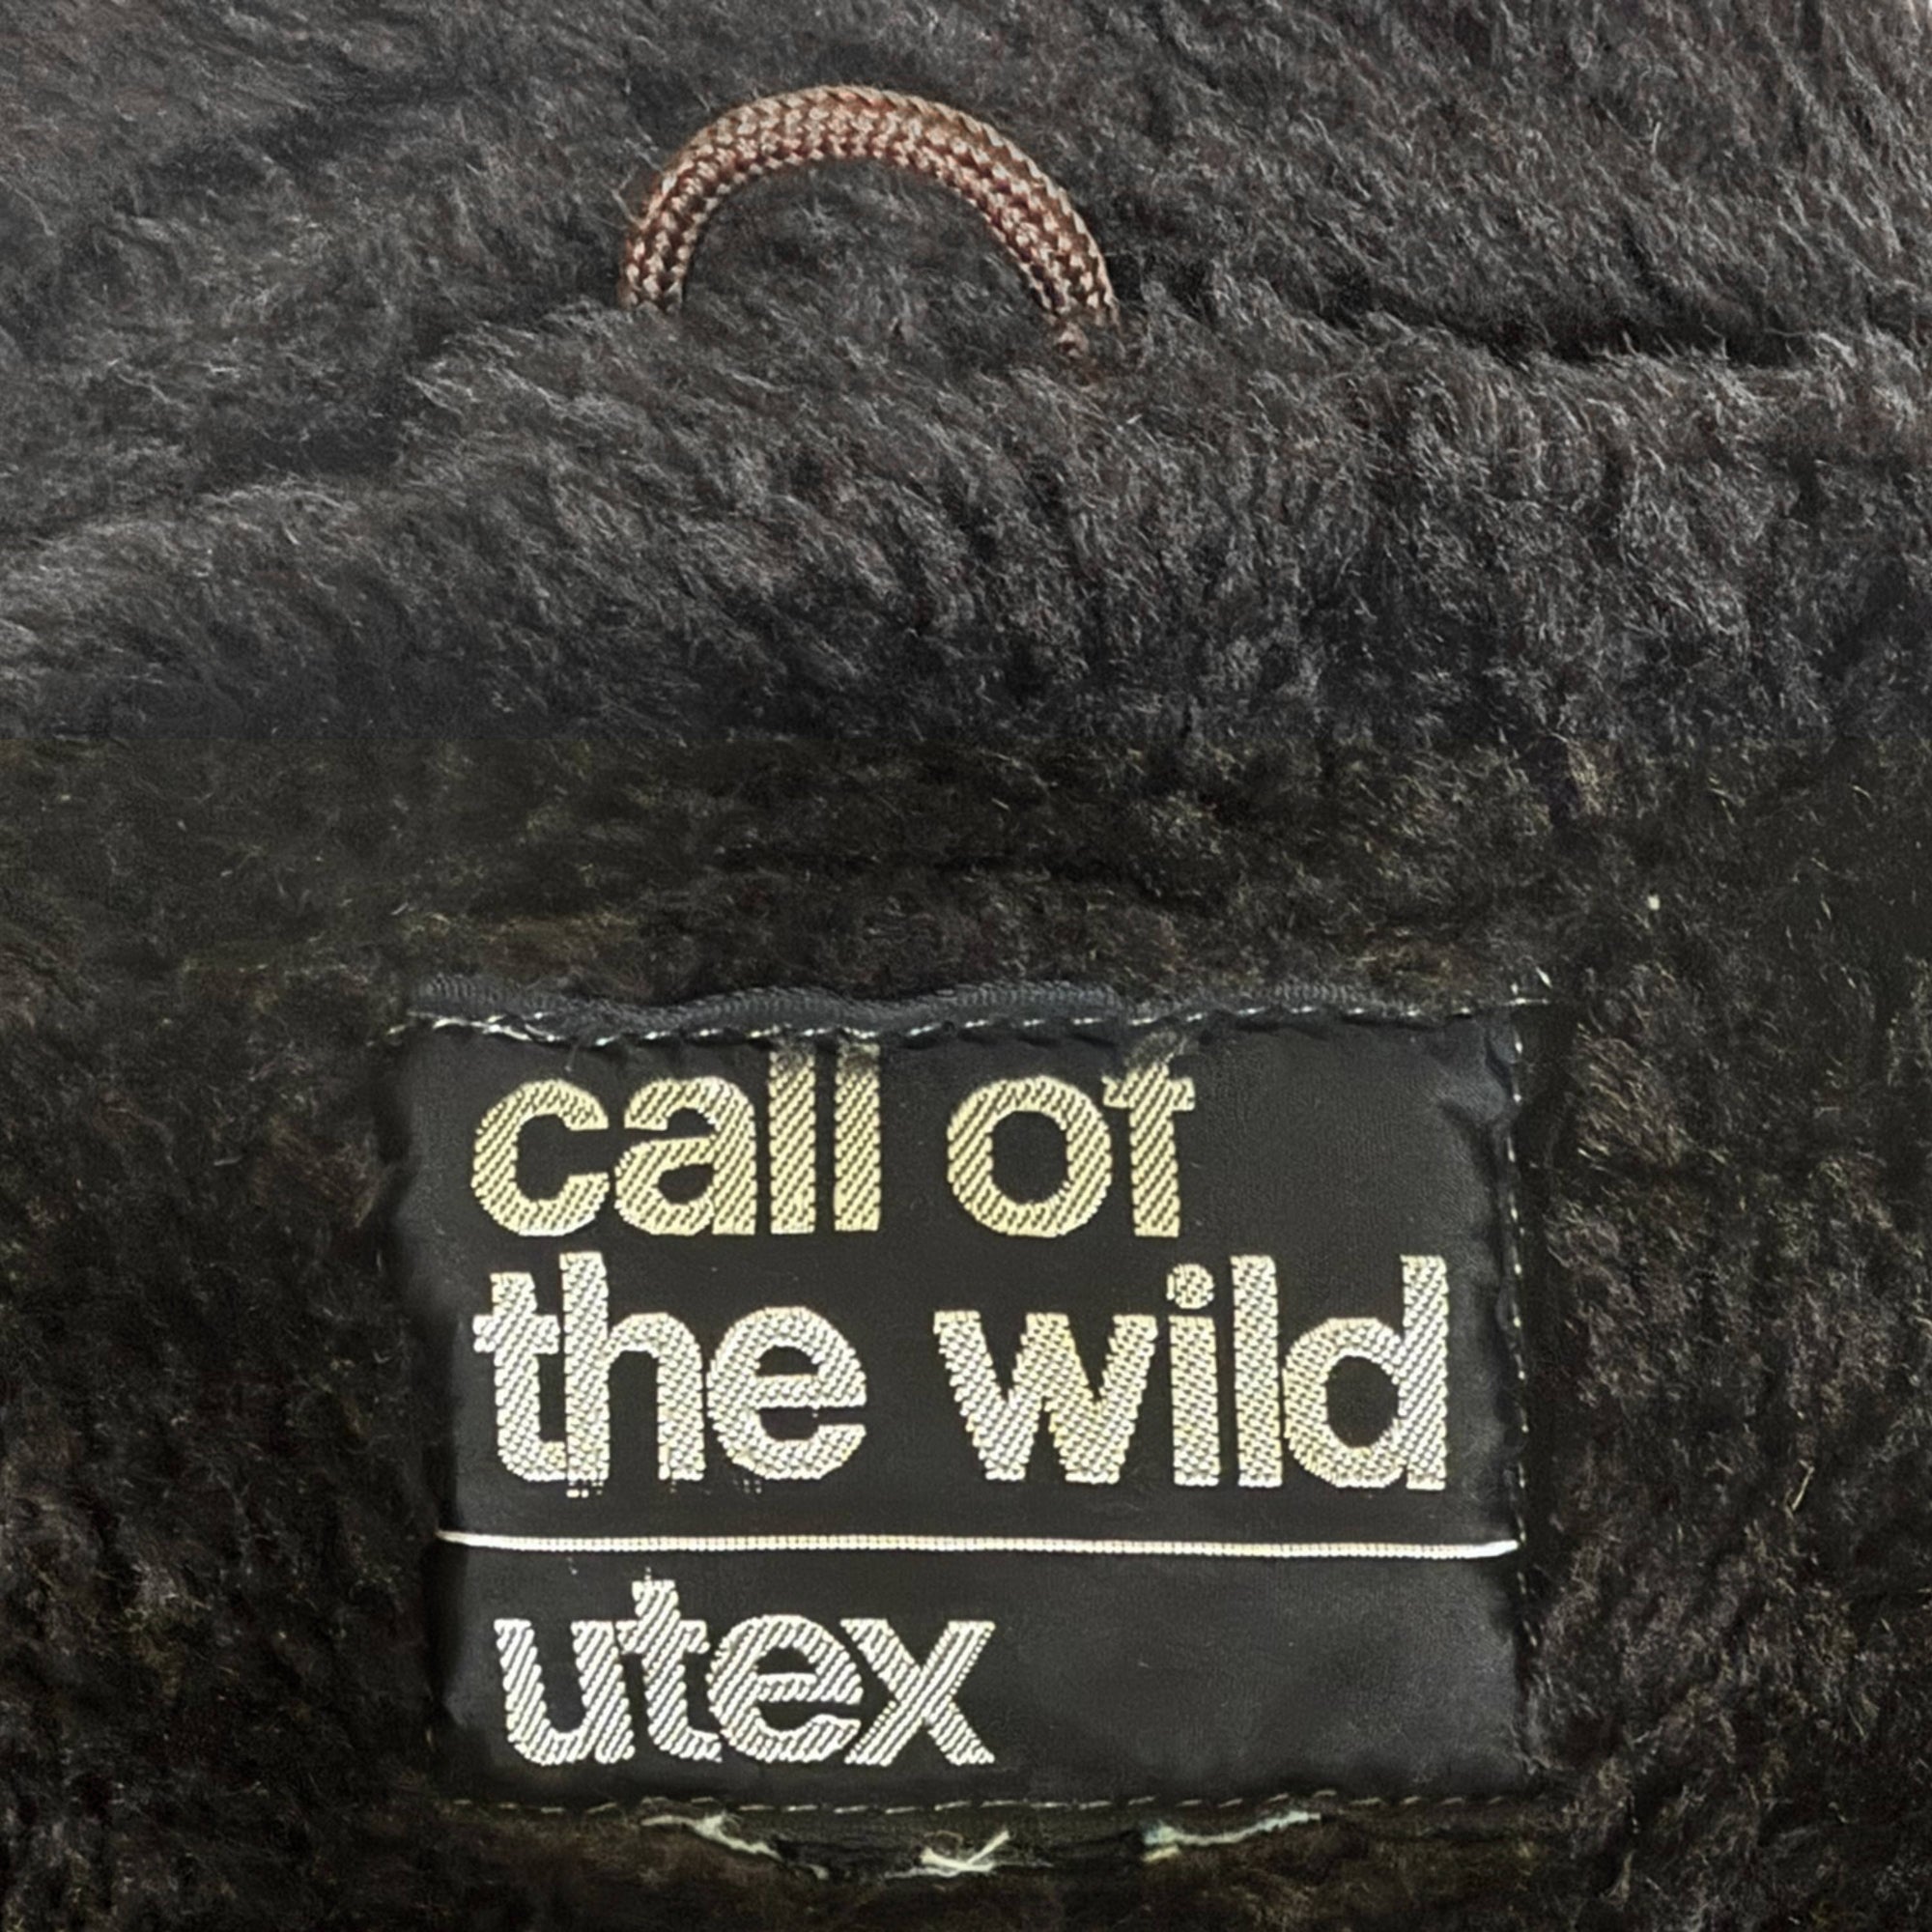 call of
the wild
utex